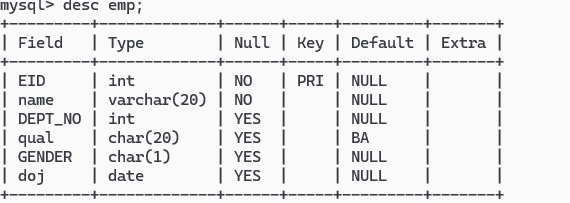 mysql> desc emp;
+---------+-------------+------+-----+---------+-------+
| Field   | Type        | Null | Key | Default | Extra |
+---------+-------------+------+-----+---------+-------+
| EID     | int         | NO   | PRI | NULL    |       |
| name    | varchar(20) | NO   |     | NULL    |       |
| DEPT_NO | int         | YES  |     | NULL    |       |
| qual    | char(20)    | YES  |     | BA      |       |
| GENDER  | char(1)     | YES  |     | NULL    |       |
| doj     | date        | YES  |     | NULL    |       |
+---------+-------------+------+-----+---------+-------+